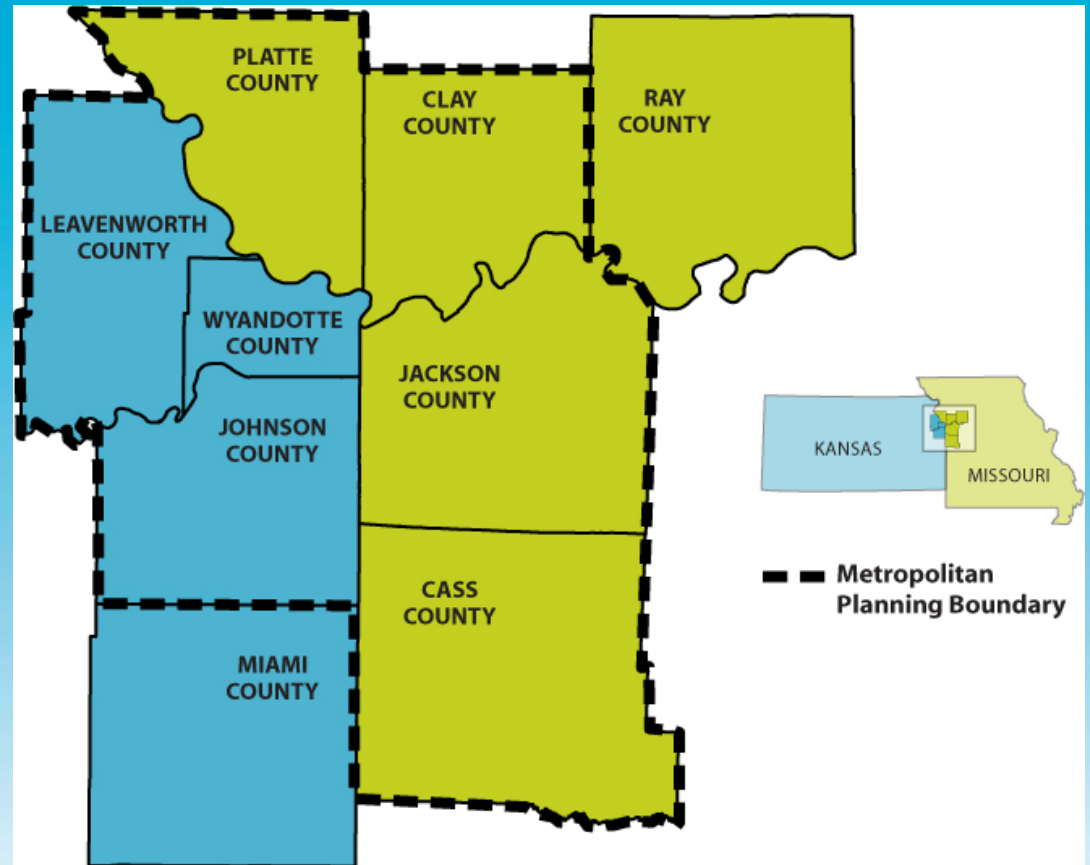 PLATTE
COUNTY
CLAY
COUNTY
RAY
COUNTY
LEAVENWORTH
COUNTY
WYANDOTTE
COUNTY
JACKSON
COUNTY
JOHNSON
COUNTY
CASS
COUNTY
MIAMI
COUNTY
KANSAS
MISSOURI
Metropolitan
Planning Boundary